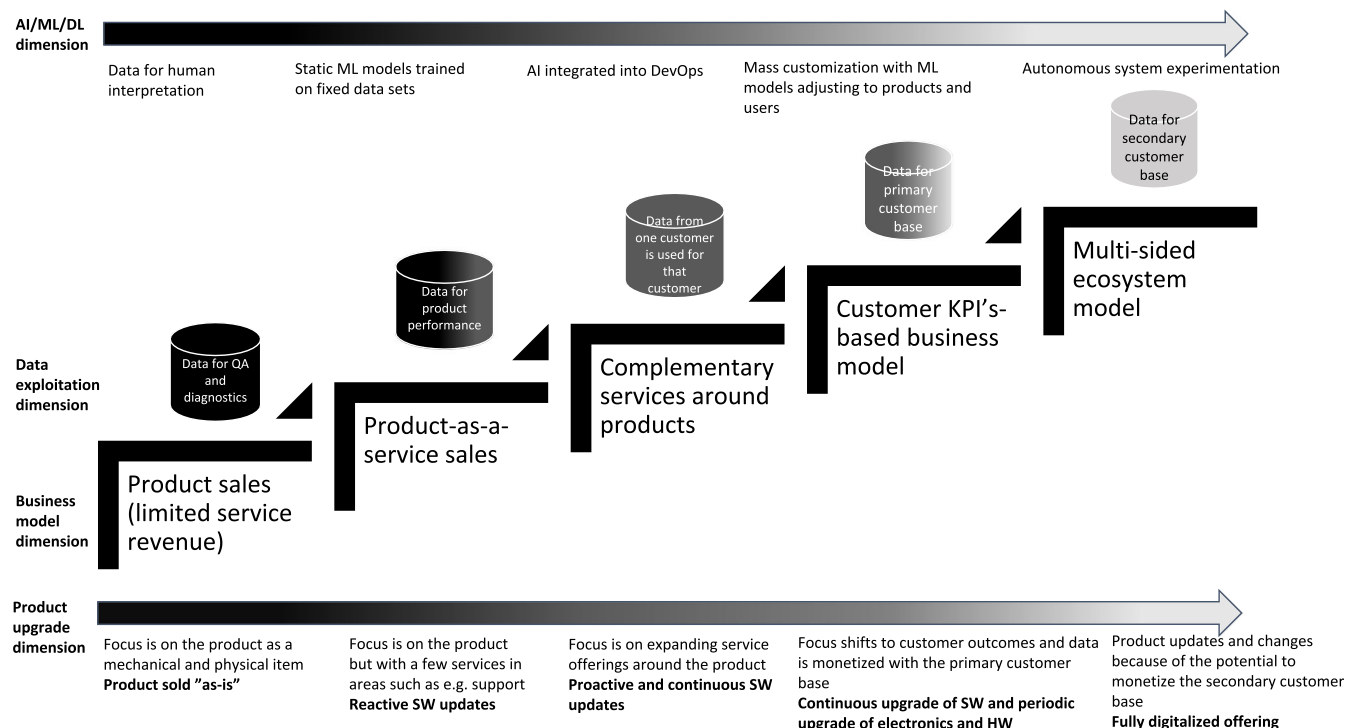 AI/ML/DL
dimension
Data for human
interpretation
Static ML models trained
on fixed data sets
AI integrated into DevOps
Mass customization with ML
models adjusting to products and
users
Autonomous system experimentation
Data
exploitation
dimension
Data for QA
and
diagnostics
Data for
product
performance
Data from
one customer
is used for
that
customer
Data for
primary
customer
base
Data for
secondary
customer
base
Business
model
dimension
Product sales
(limited service
revenue)
Product-as-a-
service sales
Complementary
services around
products
Customer KPI’s-
based business
model
Multi-sided
ecosystem
model
Product
upgrade
dimension
Focus is on the product as a
mechanical and physical item
Product sold ”as-is”
Focus is on the product
but with a few services in
areas such as e.g. support
Reactive SW updates
Focus is on expanding service
offerings around the product
Proactive and continuous SW
updates
Focus shifts to customer outcomes and data
is monetized with the primary customer
base
Continuous upgrade of SW and periodic
upgrade of electronics and HW
Product updates and changes
because of the potential to
monetize the secondary customer
base
Fully digitalized offering